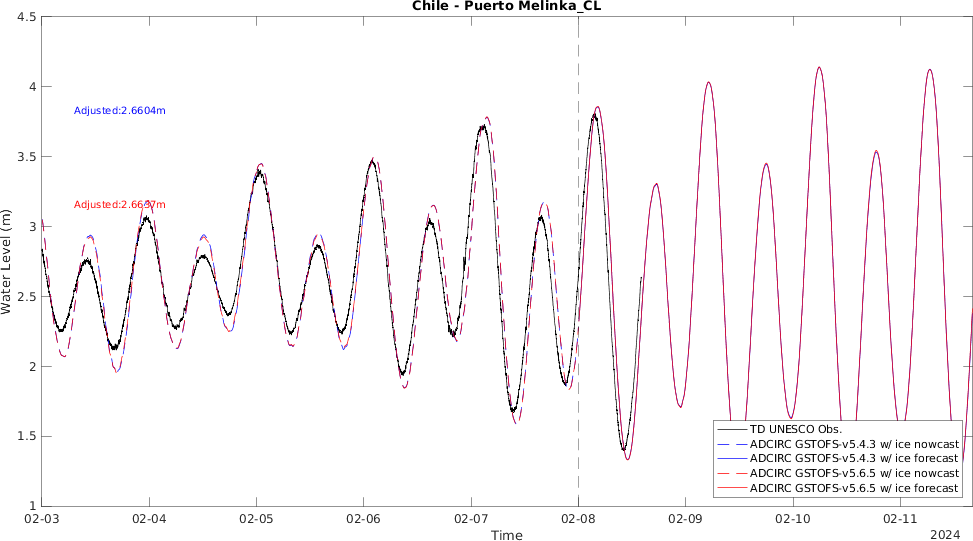 Chile - Puerto Melinka_CL
4.5
4
3.5
3
2.5
2
1.5
1
Water Level (m)
Adjusted:2.6604m
Adjusted:2.6637m
TD UNESCO Obs.
ADCIRC GSTOFS-v5.4.3 w/ ice nowcast
ADCIRC GSTOFS-v5.4.3 w/ ice forecast
ADCIRC GSTOFS-v5.6.5 w/ ice nowcast
ADCIRC GSTOFS-v5.6.5 w/ ice forecast
02-03 02-04 02-05 02-06 02-07 02-08 02-09 02-10 02-11
Time
2024